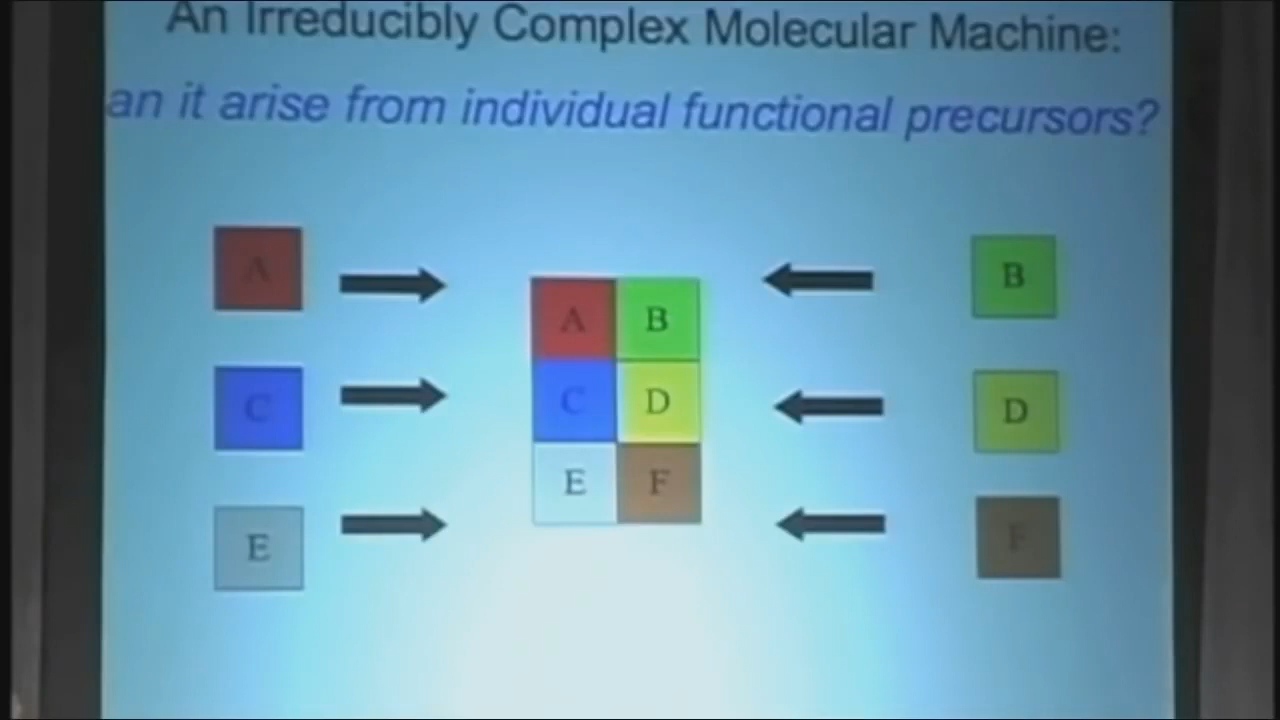 An Irreducibly Complex Molecular Machine:
an it arise from individual functional precursors?
A
B
A B
C
C D
D
E F
E
F